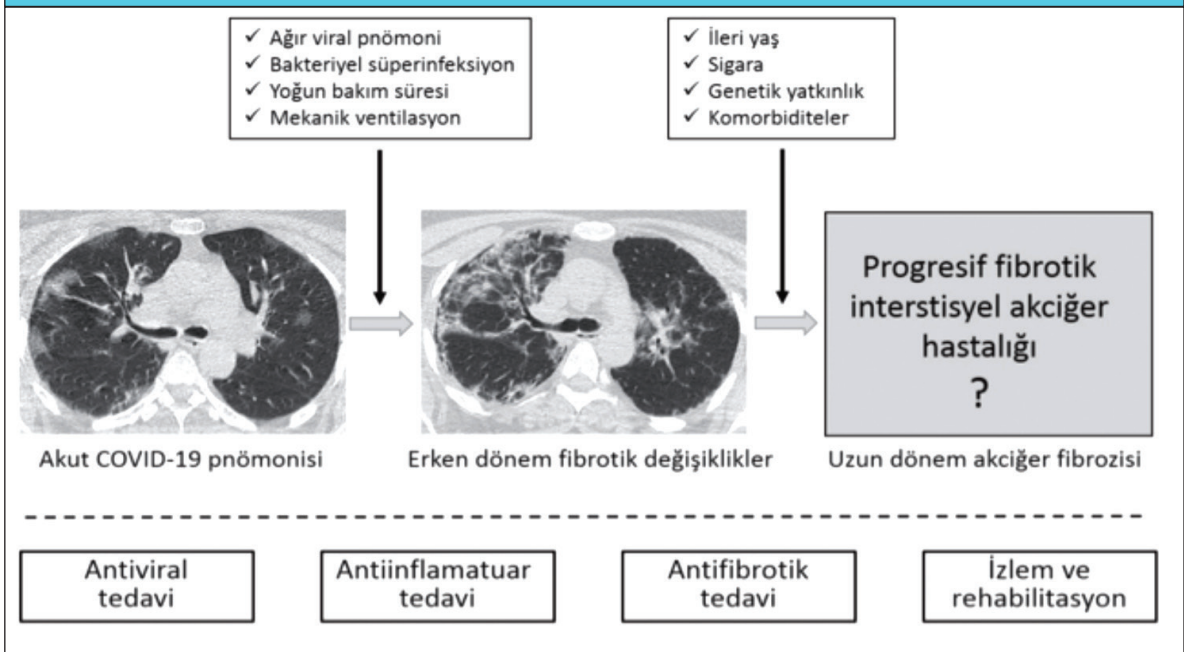 ✓ Ağır viral pnömoni
✓ Bakteriyel süperinfeksiyon
✓ Yoğun bakım süresi
✓ Mekanik ventilasyon
✓ İleri yaş
✓ Sigara
✓ Genetik yatkınlık
✓ Komorbiditeler
Progresif fibrotik
interstisyel akciğer
hastalığı
?
Akut COVID-19 pnömonisi
Erken dönem fibrotik değişiklikler
Uzun dönem akciğer fibrozisi
Antiviral
tedavi
Antiinflamatuar
tedavi
Antifibrotik
tedavi
İzlem ve
rehabilitasyon